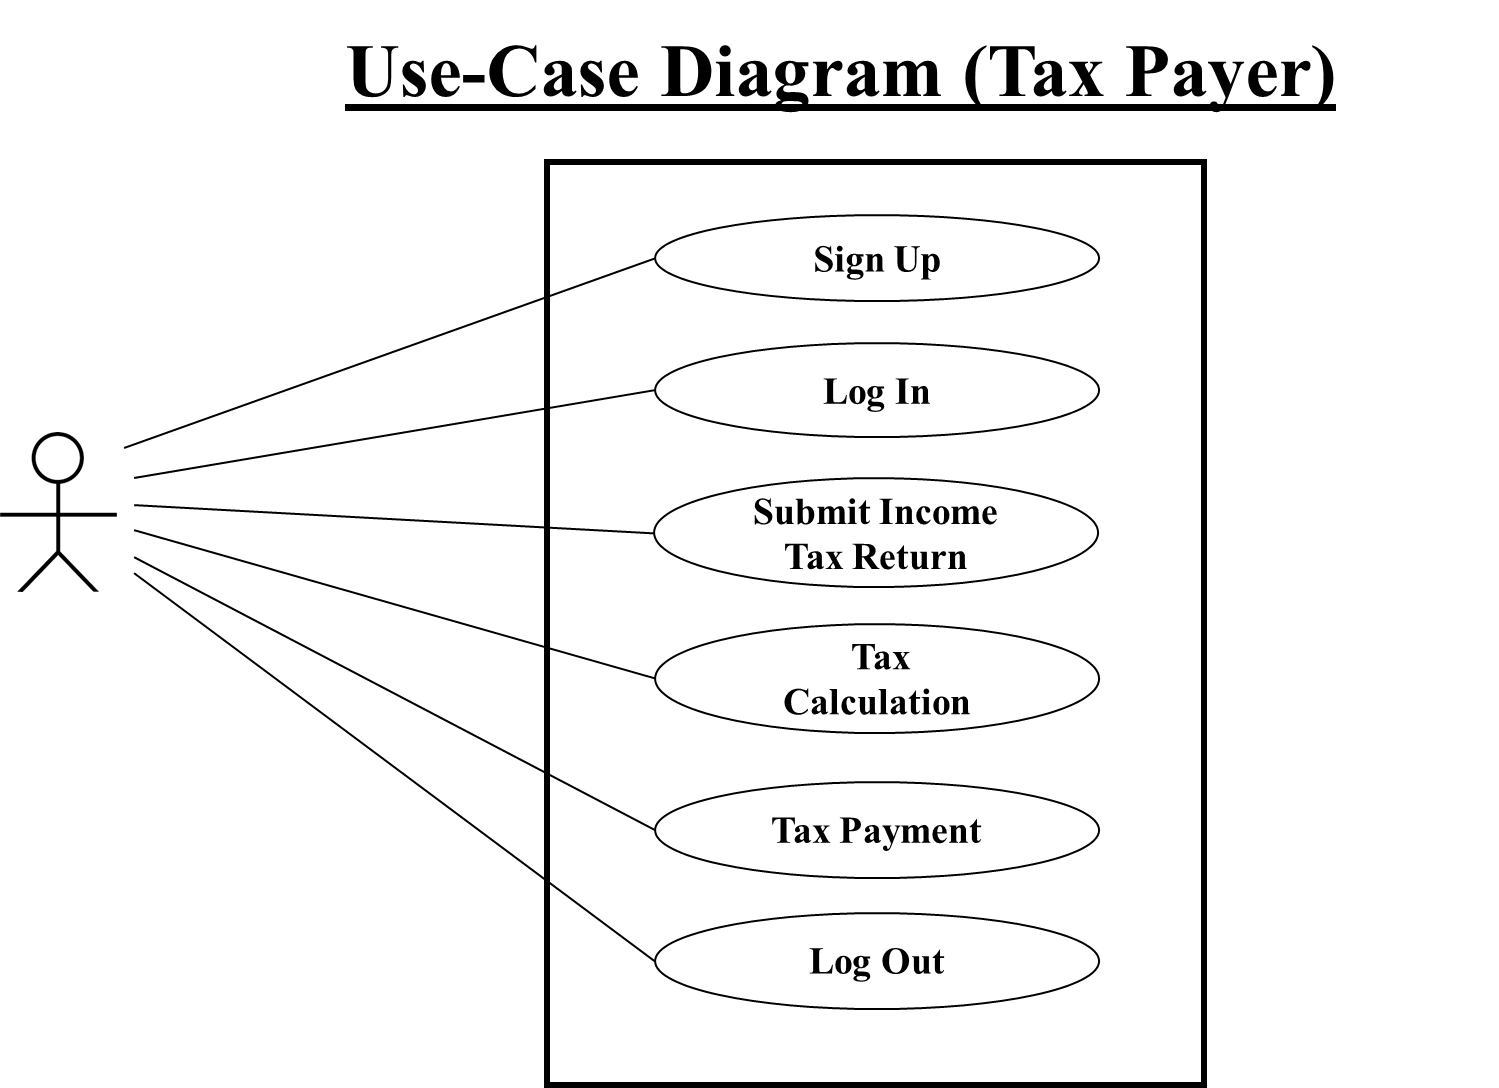 Use-Case Diagram (Tax Payer)
Sign Up
Log In
Submit Income
Tax Return
Tax
Calculation
Tax Payment
Log Out